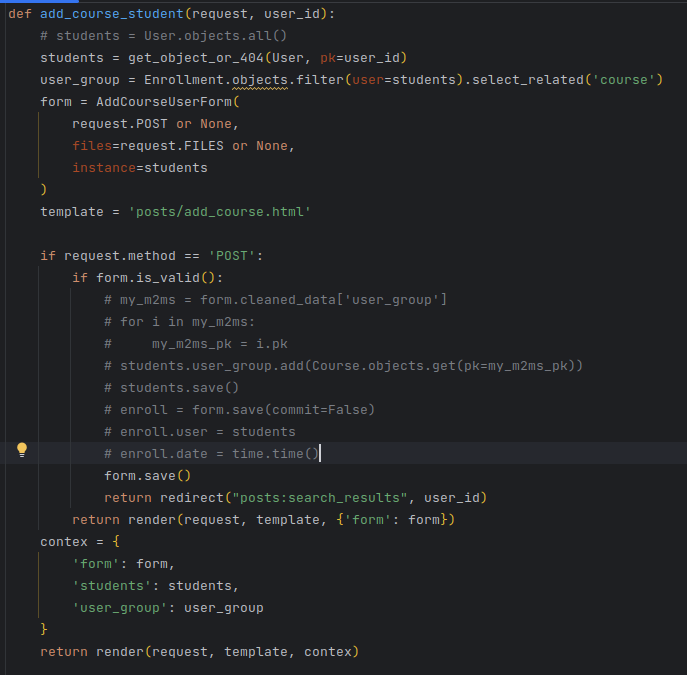 def add_course_student(request, user_id):
    # students = User.objects.all()
    students = get_object_or_404(User, pk=user_id)
    user_group = Enrollment.objects.filter(user=students).select_related('course')
    form = AddCourseUserForm(
        request.POST or None,
        files=request.FILES or None,
        instance=students
    )
    template = 'posts/add_course.html'

    if request.method == 'POST':
        if form.is_valid():
            # my_m2ms = form.cleaned_data['user_group']
            # for i in my_m2ms:
            #     my_m2ms_pk = i.pk
            # students.user_group.add(Course.objects.get(pk=my_m2ms_pk))
            # students.save()
            # enroll = form.save(commit=False)
            # enroll.user = students
            # enroll.date = time.time()
            form.save()
            return redirect("posts:search_results", user_id)
        return render(request, template, {'form': form})
    contex = {
        'form': form,
        'students': students,
        'user_group': user_group
    }
    return render(request, template, contex)